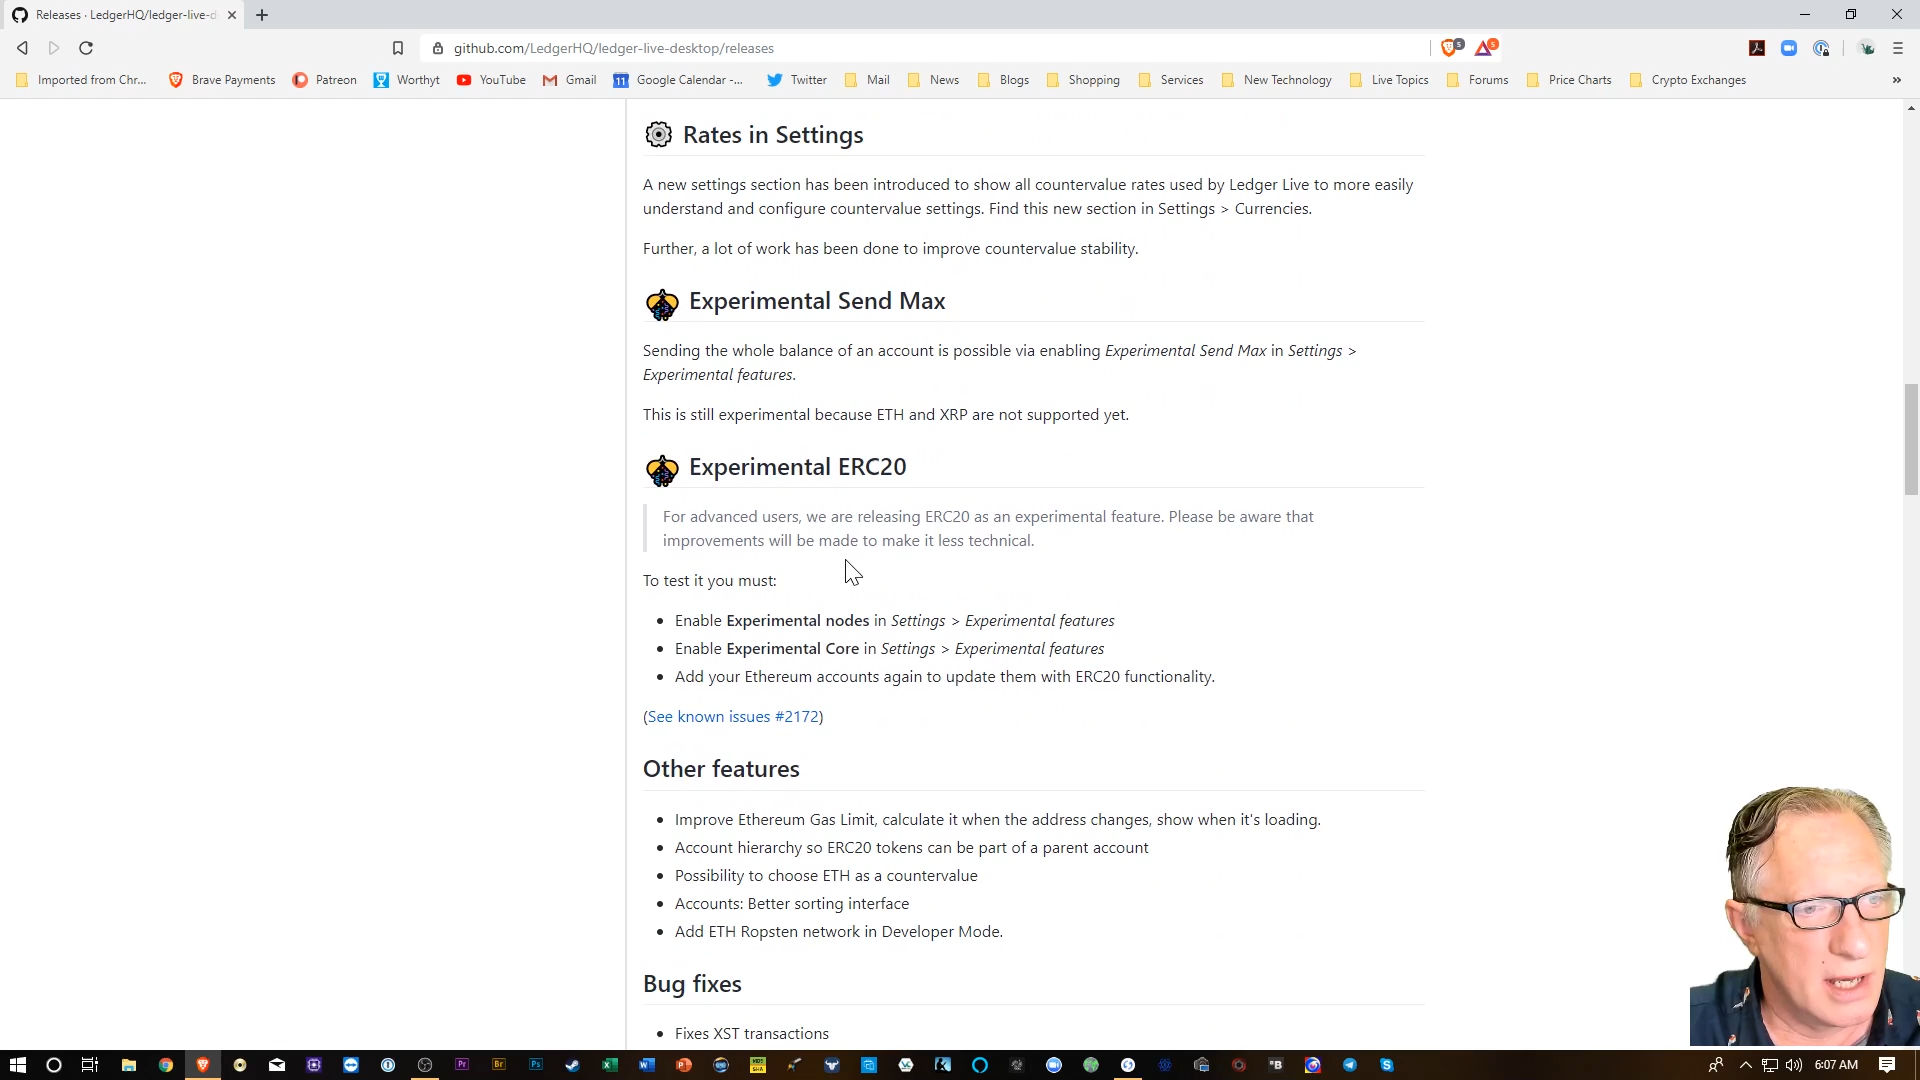 Releases · LedgerHQ/ledger-live-d
github.com/LedgerHQ/ledger-live-desktop/releases
5
5
Imported from Chr...
Brave Payments
Patreon
Worthyt
YouTube
Gmail
11
Google Calendar -...
Twitter
Mail
News
Blogs
Shopping
Services
New Technology
Live Topics
Forums
Price Charts
Crypto Exchanges
»
Rates in Settings
A new settings section has been introduced to show all countervalue rates used by Ledger Live to more easily
understand and configure countervalue settings. Find this new section in Settings > Currencies.
Further, a lot of work has been done to improve countervalue stability.
Experimental Send Max
Sending the whole balance of an account is possible via enabling Experimental Send Max in Settings >
Experimental features.
This is still experimental because ETH and XRP are not supported yet.
Experimental ERC20
For advanced users, we are releasing ERC20 as an experimental feature. Please be aware that
improvements will be made to make it less technical.
To test it you must:
• Enable Experimental nodes in Settings > Experimental features
• Enable Experimental Core in Settings > Experimental features
• Add your Ethereum accounts again to update them with ERC20 functionality.
(See known issues #2172)
Other features
• Improve Ethereum Gas Limit, calculate it when the address changes, show when it's loading.
• Account hierarchy so ERC20 tokens can be part of a parent account
• Possibility to choose ETH as a countervalue
• Accounts: Better sorting interface
• Add ETH Ropsten network in Developer Mode.
Bug fixes
• Fixes XST transactions
Pr
Br
Ps
6:07 AM